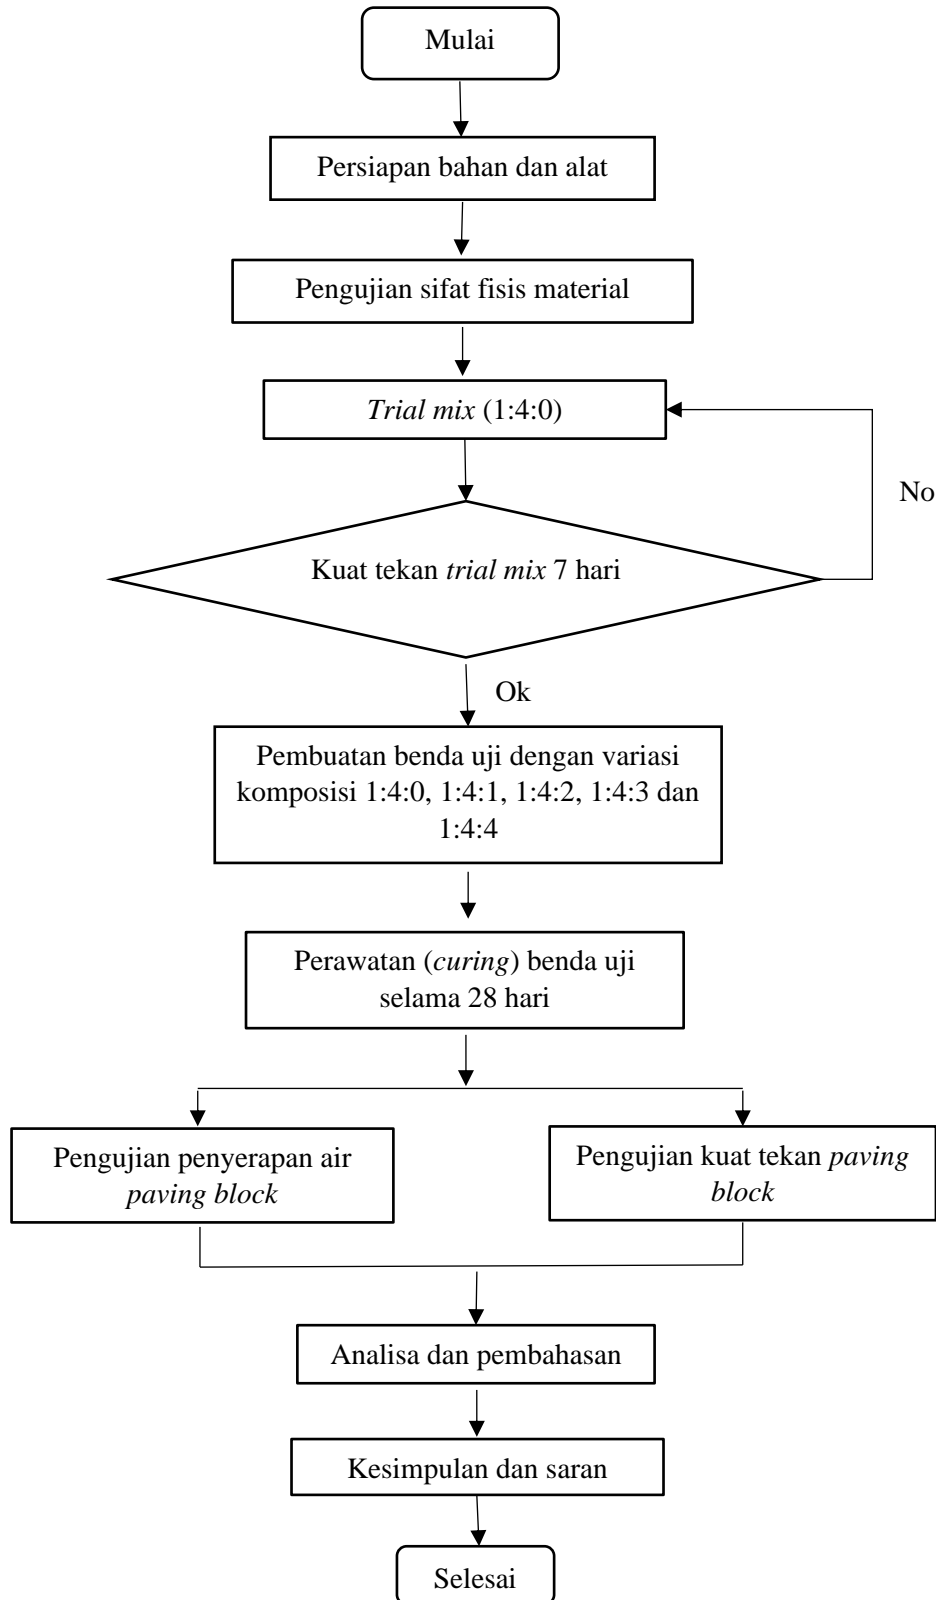 Mulai
Persiapan bahan dan alat
Pengujian sifat fisis material
Trial mix (1:4:0)
No
Kuat tekan trial mix 7 hari
Ok
Pembuatan benda uji dengan variasi
komposisi 1:4:0, 1:4:1, 1:4:2, 1:4:3 dan
1:4:4
Perawatan (curing) benda uji
selama 28 hari
Pengujian penyerapan air
paving block
Pengujian kuat tekan paving
block
Analisa dan pembahasan
Kesimpulan dan saran
Selesai